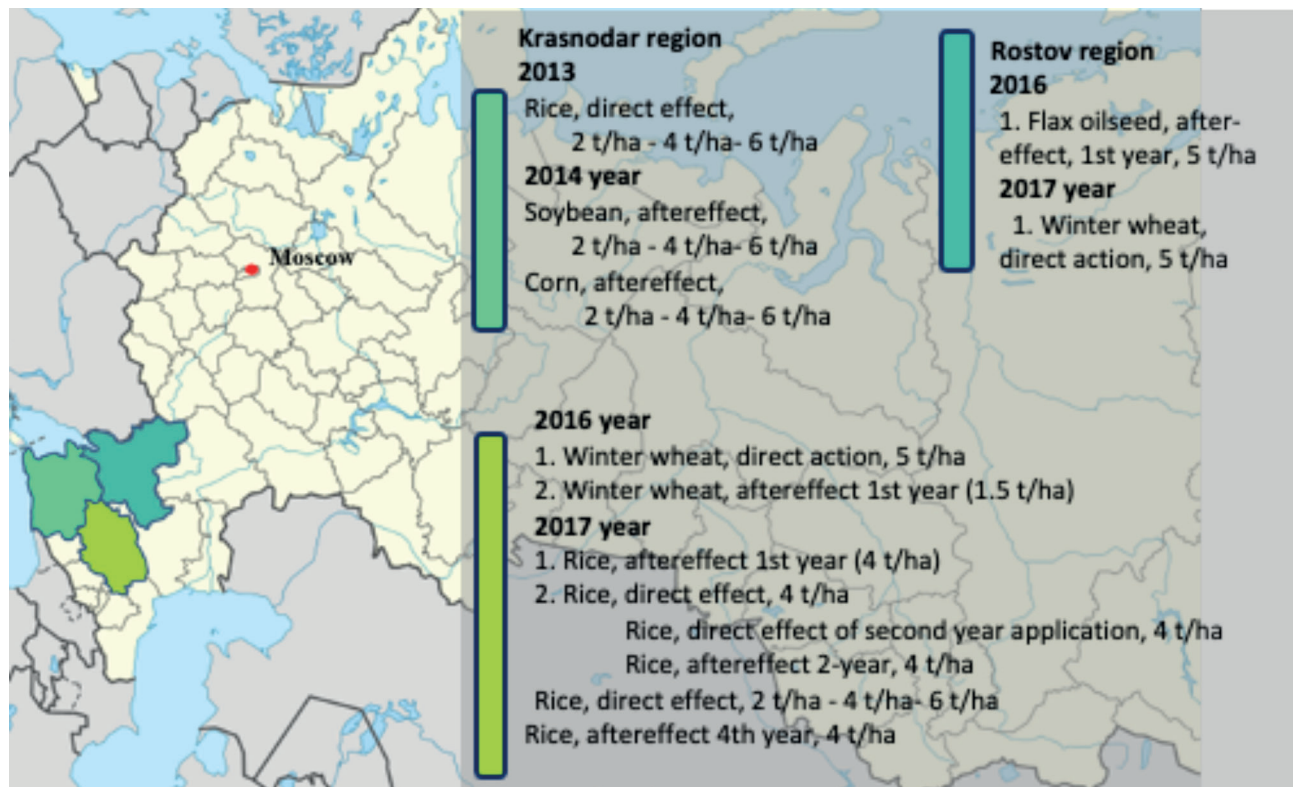 Moscow
Krasnodar region
2013
Rice, direct effect,
2 t/ha - 4 t/ha- 6 t/ha
2014 year
Soybean, aftereffect,
2 t/ha - 4 t/ha- 6 t/ha
Corn, aftereffect,
2 t/ha - 4 t/ha- 6 t/ha
2016 year
1. Winter wheat, direct action, 5 t/ha
2. Winter wheat, aftereffect 1st year (1.5 t/ha)
2017 year
1. Rice, aftereffect 1st year (4 t/ha)
2. Rice, direct effect, 4 t/ha
Rice, direct effect of second year application, 4 t/ha
Rice, aftereffect 2-year, 4 t/ha
Rice, direct effect, 2 t/ha - 4 t/ha- 6 t/ha
Rice, aftereffect 4th year, 4 t/ha
Rostov region
2016
1. Flax oilseed, after-
effect, 1st year, 5 t/ha
2017 year
1. Winter wheat,
direct action, 5 t/ha